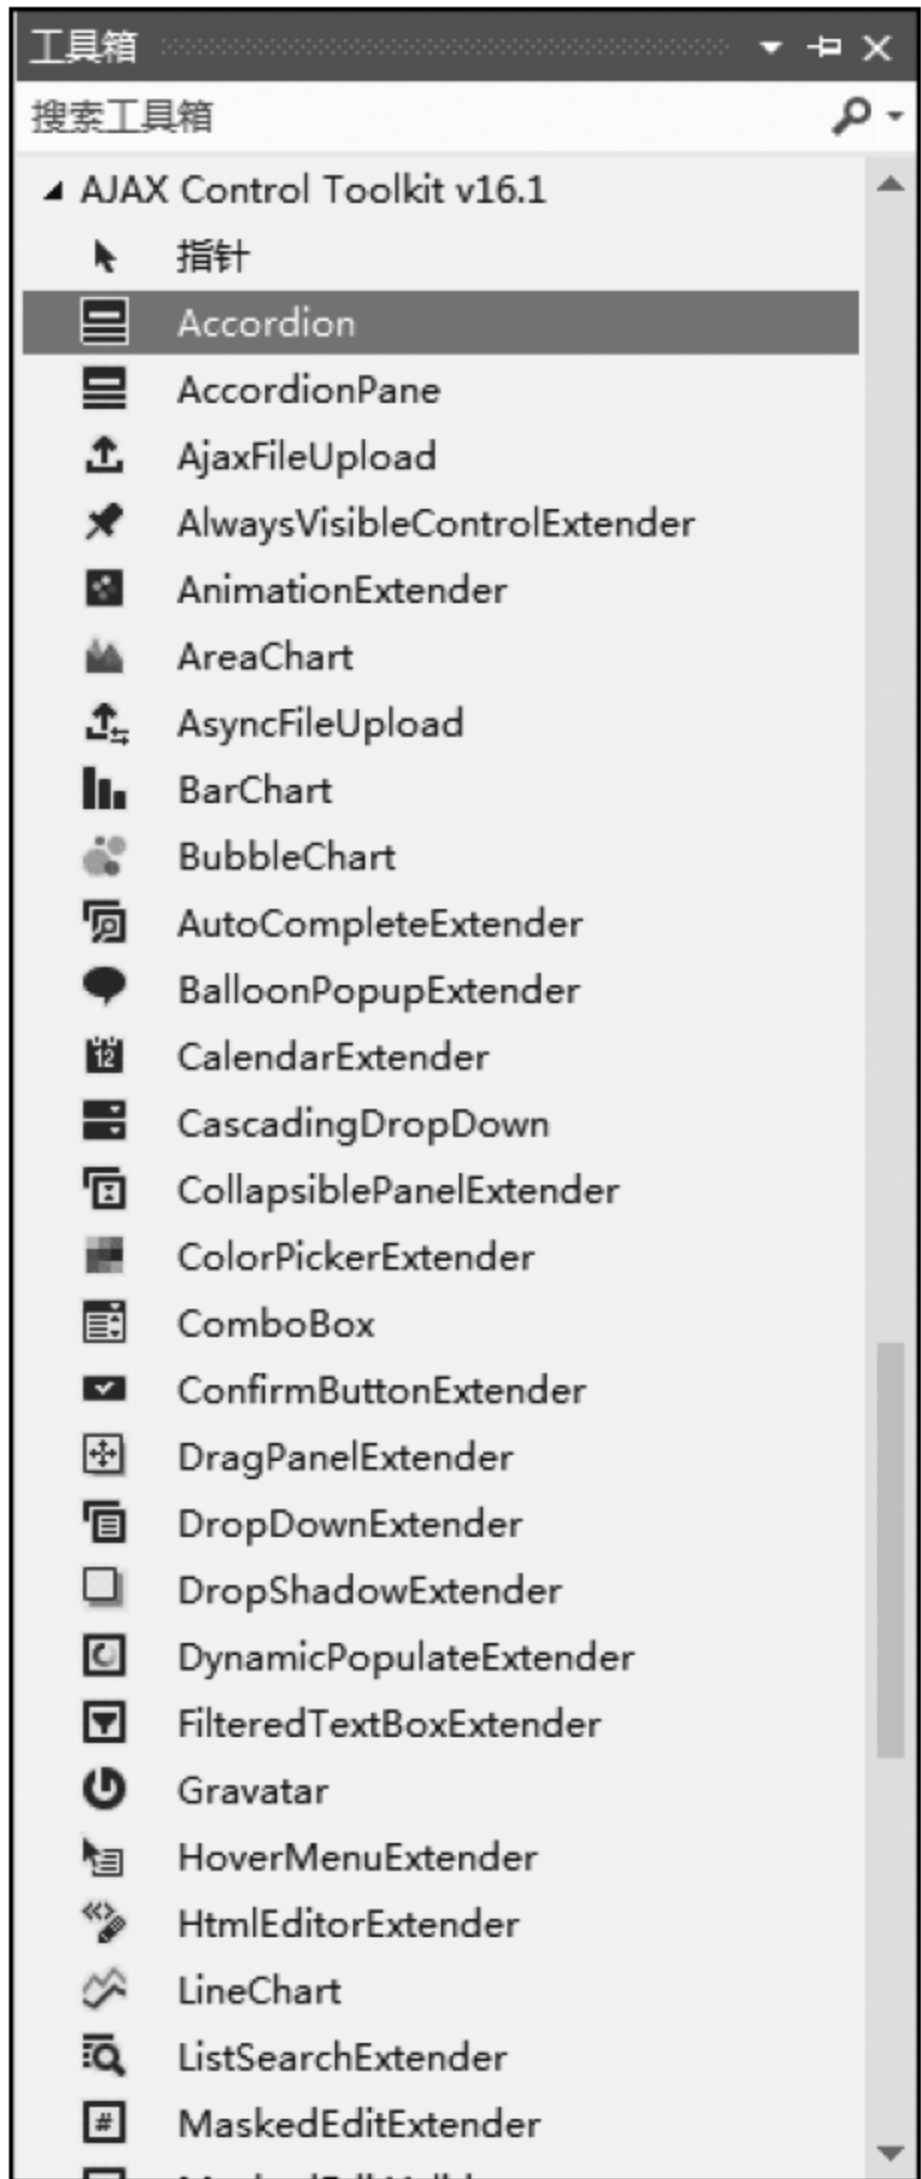 工具箱
搜索工具箱
AJAX Control Toolkit v16.1
指针
Accordion
AccordionPane
AjaxFileUpload
AlwaysVisibleControlExtender
AnimationExtender
AreaChart
AsyncFileUpload
BarChart
BubbleChart
AutoCompleteExtender
BalloonPopupExtender
CalendarExtender
CascadingDropDown
CollapsiblePanelExtender
ColorPickerExtender
ComboBox
ConfirmButtonExtender
DragPanelExtender
DropDownExtender
DropShadowExtender
DynamicPopulateExtender
FilteredTextBoxExtender
Gravatar
HoverMenuExtender
HtmlEditorExtender
LineChart
ListSearchExtender
MaskedEditExtender